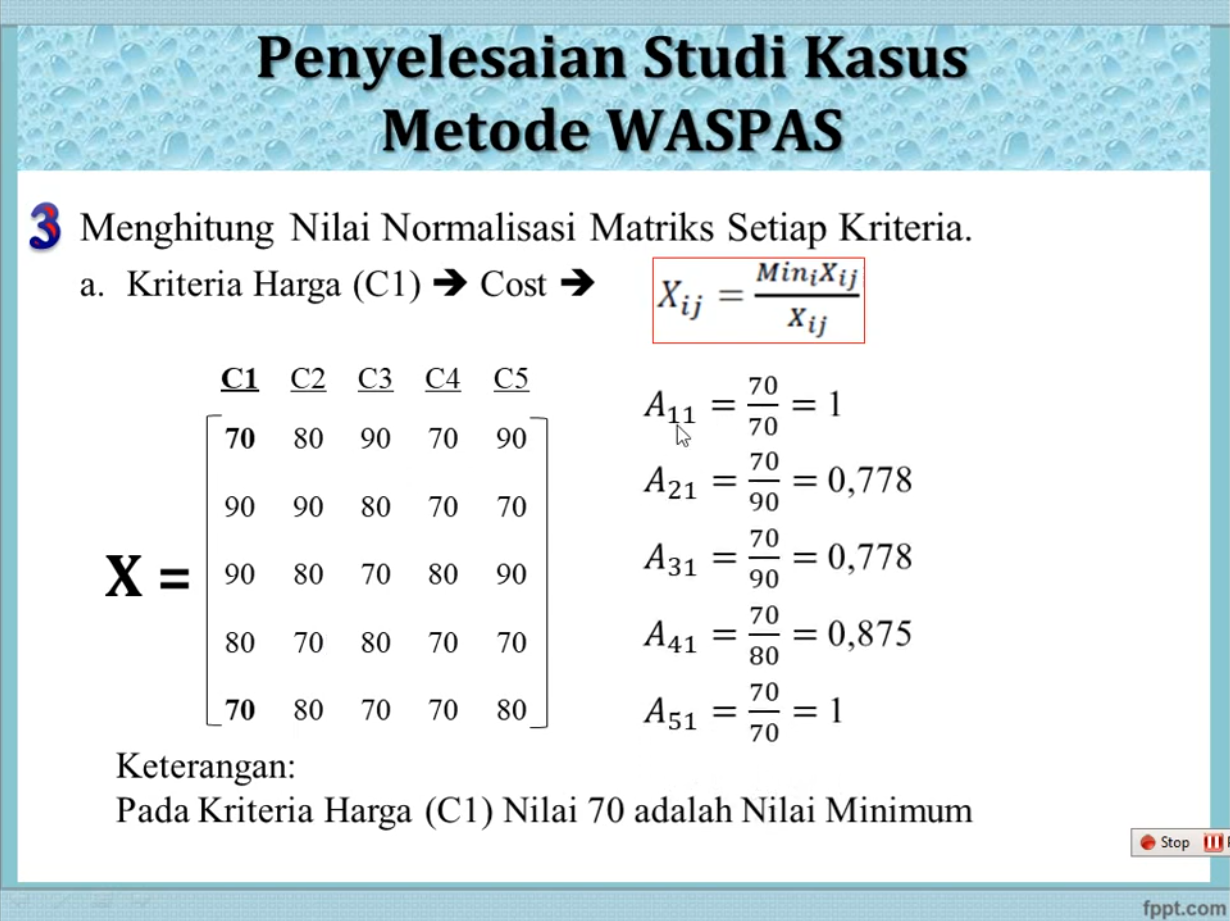 Penyelesaian Studi Kasus
Metode WASPAS
3 Menghitung Nilai Normalisasi Matriks Setiap Kriteria.
a. Kriteria Harga (C1) ➔ Cost ➔ X_ij = Min_i X_ij / X_ij
C1 C2 C3 C4 C5
70 80 90 70 90
90 90 80 70 70
X = 90 80 70 80 90
80 70 80 70 70
70 80 70 70 80
A_11 = 70/70 = 1
A_21 = 70/90 = 0,778
A_31 = 70/90 = 0,778
A_41 = 70/80 = 0,875
A_51 = 70/70 = 1
Keterangan:
Pada Kriteria Harga (C1) Nilai 70 adalah Nilai Minimum
Stop
fppt.com